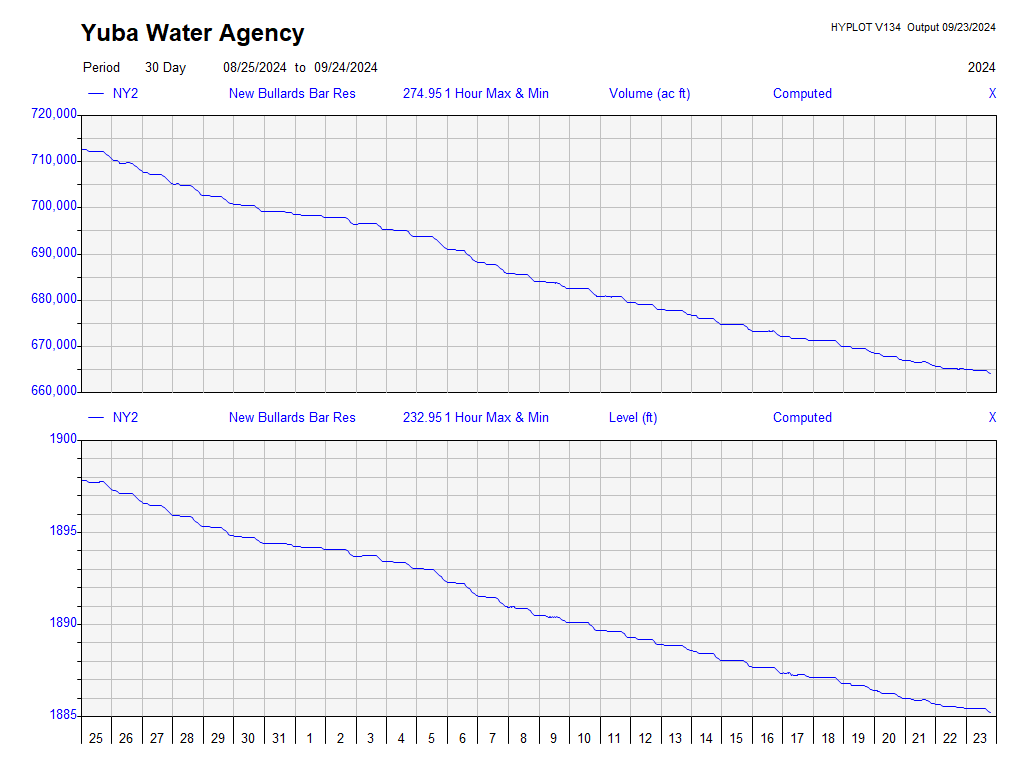 Yuba Water Agency
HYPLOT V134 Output 09/23/2024
Period 30 Day 08/25/2024 to 09/24/2024 2024
NY2 New Bullards Bar Res 274.95 1 Hour Max & Min Volume (ac ft) Computed X
720,000
710,000
700,000
690,000
680,000
670,000
660,000
NY2 New Bullards Bar Res 232.95 1 Hour Max & Min Level (ft) Computed X
1900
1895
1890
1885
25 26 27 28 29 30 31 1 2 3 4 5 6 7 8 9 10 11 12 13 14 15 16 17 18 19 20 21 22 23